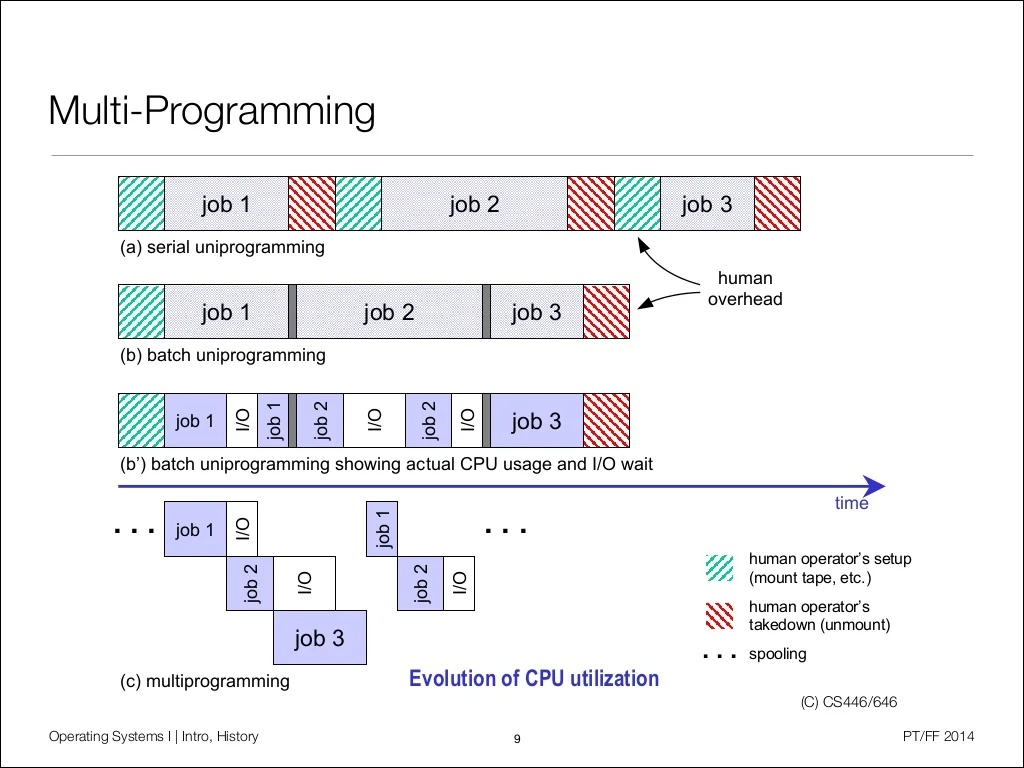 Multi-Programming
job 1
job 2
job 3
(a) serial uniprogramming
human
overhead
job 1
job 2
job 3
(b) batch uniprogramming
job 1
I/O
job 1
job 2
I/O
job 2
I/O
job 3
(b') batch uniprogramming showing actual CPU usage and I/O wait
time
. . .
job 1
I/O
job 1
. . .
job 2
I/O
job 2
I/O
job 3
(c) multiprogramming
human operator's setup
(mount tape, etc.)
human operator's
takedown (unmount)
. . . spooling
Evolution of CPU utilization
(C) CS446/646
Operating Systems I | Intro, History
9
PT/FF 2014